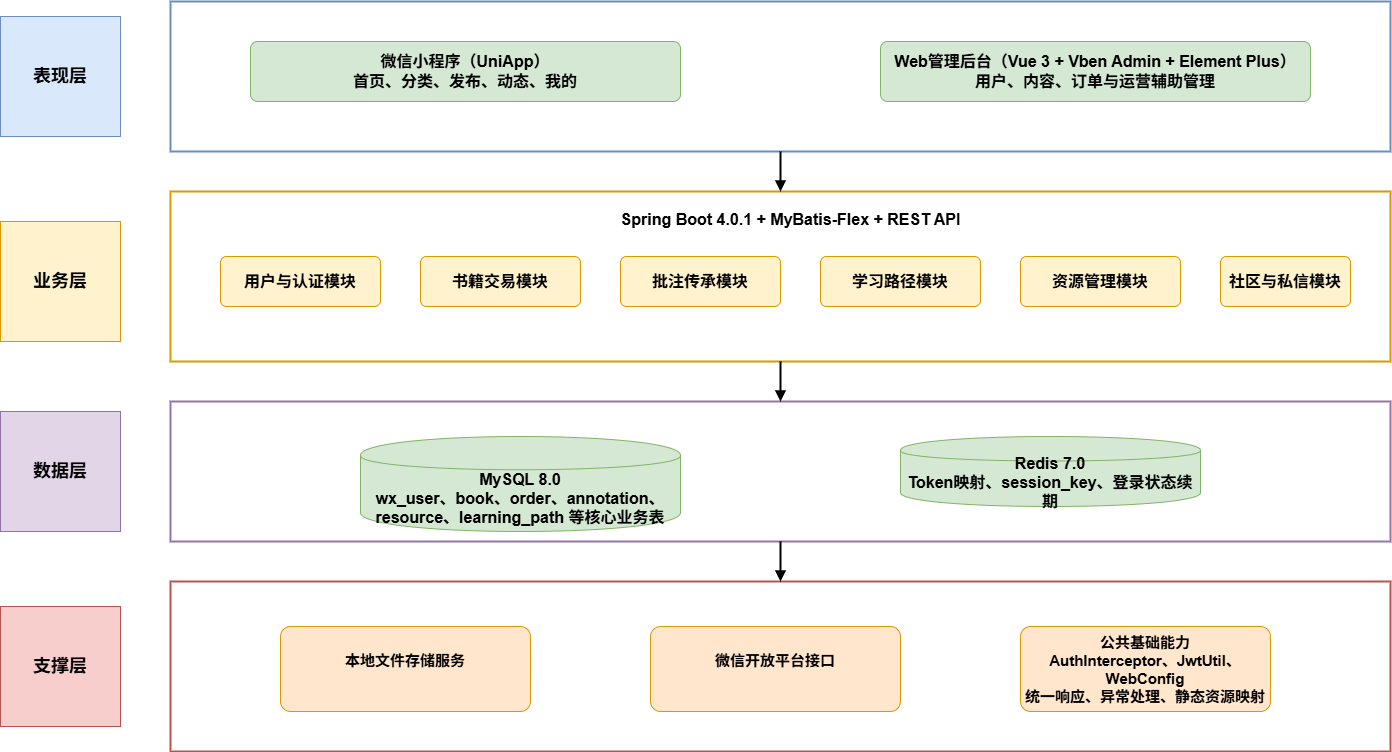 表现层
微信小程序（UniApp）
首页、分类、发布、动态、我的
Web管理后台（Vue 3 + Vben Admin + Element Plus）
用户、内容、订单与运营辅助管理
业务层
Spring Boot 4.0.1 + MyBatis-Flex + REST API
用户与认证模块
书籍交易模块
批注传承模块
学习路径模块
资源管理模块
社区与私信模块
数据层
MySQL 8.0
wx_user、book、order、annotation、
resource、learning_path 等核心业务表
Redis 7.0
Token映射、session_key、登录状态续
期
支撑层
本地文件存储服务
微信开放平台接口
公共基础能力
AuthInterceptor、JwtUtil、
WebConfig
统一响应、异常处理、静态资源映射